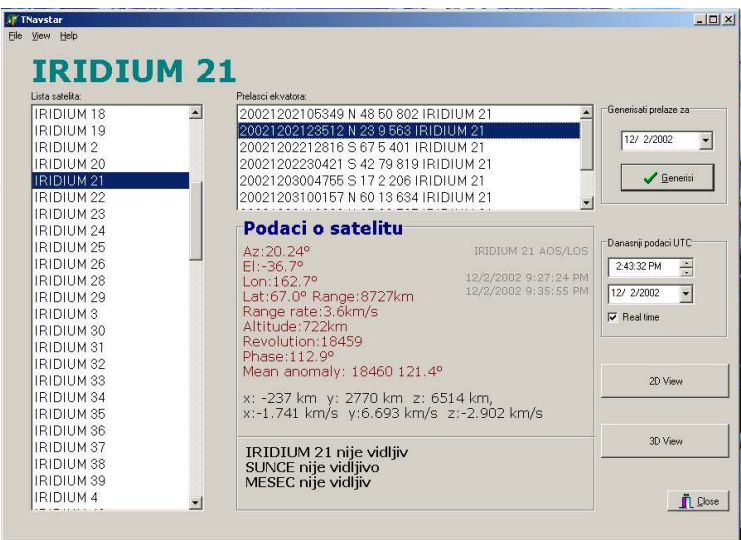 TNavstar
File View Help
IRIDIUM 21
Lista satelita:
IRIDIUM 18
IRIDIUM 19
IRIDIUM 2
IRIDIUM 20
IRIDIUM 21
IRIDIUM 22
IRIDIUM 23
IRIDIUM 24
IRIDIUM 25
IRIDIUM 26
IRIDIUM 28
IRIDIUM 29
IRIDIUM 3
IRIDIUM 30
IRIDIUM 31
IRIDIUM 32
IRIDIUM 33
IRIDIUM 34
IRIDIUM 35
IRIDIUM 36
IRIDIUM 37
IRIDIUM 38
IRIDIUM 39
IRIDIUM 4
Prelasci ekvatora:
20021202105349 N 48 50 802 IRIDIUM 21
20021202123512 N 23 9 563 IRIDIUM 21
20021202212816 S 67 5 401 IRIDIUM 21
20021202230421 S 42 79 819 IRIDIUM 21
20021203004755 S 17 2 206 IRIDIUM 21
20021203100157 N 60 13 634 IRIDIUM 21
Podaci o satelitu
Az:20.24º
El:-36.7º
Lon:162.7º
Lat:67.0º Range:8727km
Range rate:3.6km/s
Altitude:722km
Revolution:18459
Phase:112.9º
Mean anomaly: 18460 121.4º
IRIDIUM 21 AOS/LOS
12/2/2002 9:27:24 PM
12/2/2002 9:35:55 PM
x: -237 km y: 2770 km z: 6514 km,
x:-1.741 km/s y:6.693 km/s z:-2.902 km/s
IRIDIUM 21 nije vidljiv
SUNCE nije vidljivo
MESEC nije vidljiv
Generisati prelaze za
12/ 2/2002
Generisi
Danasnji podaci UTC
2:43:32 PM
12/ 2/2002
Real time
2D View
3D View
Close